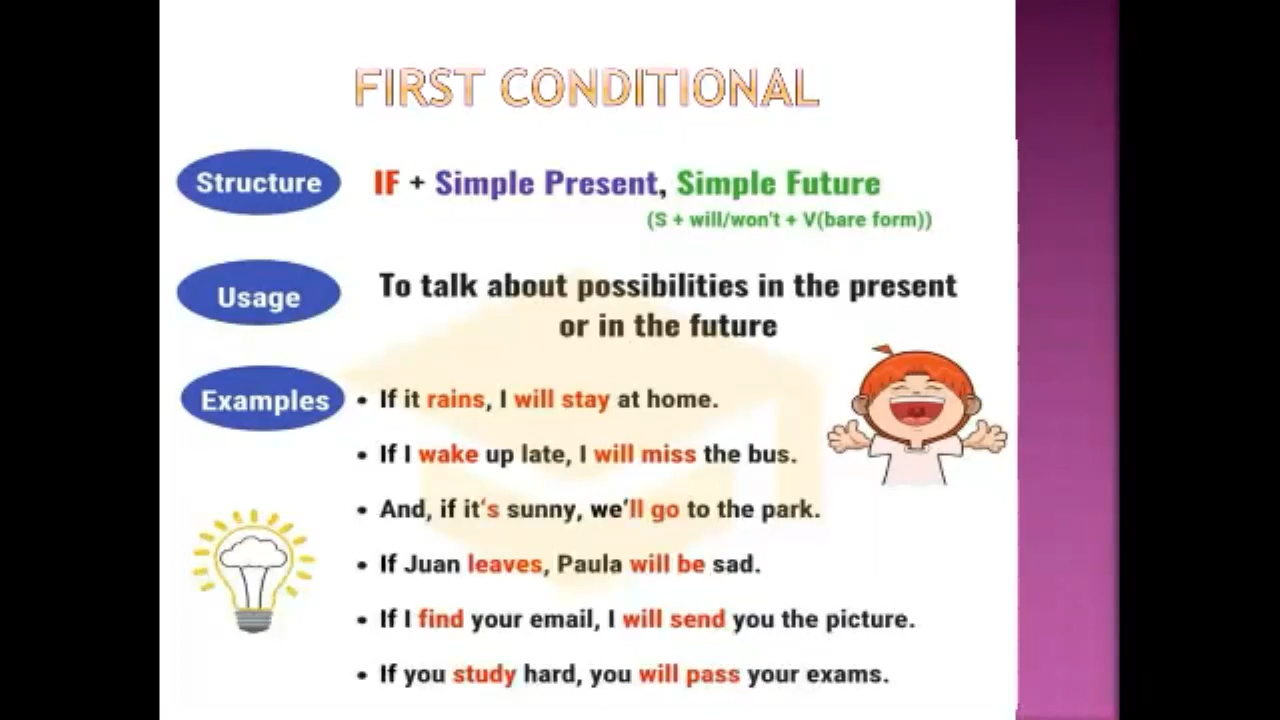 FIRST CONDITIONAL
Structure
IF + Simple Present, Simple Future
(S + will/won't + V(bare form))
Usage
To talk about possibilities in the present
or in the future
Examples
• If it rains, I will stay at home.
• If I wake up late, I will miss the bus.
• And, if it's sunny, we'll go to the park.
• If Juan leaves, Paula will be sad.
• If I find your email, I will send you the picture.
• If you study hard, you will pass your exams.